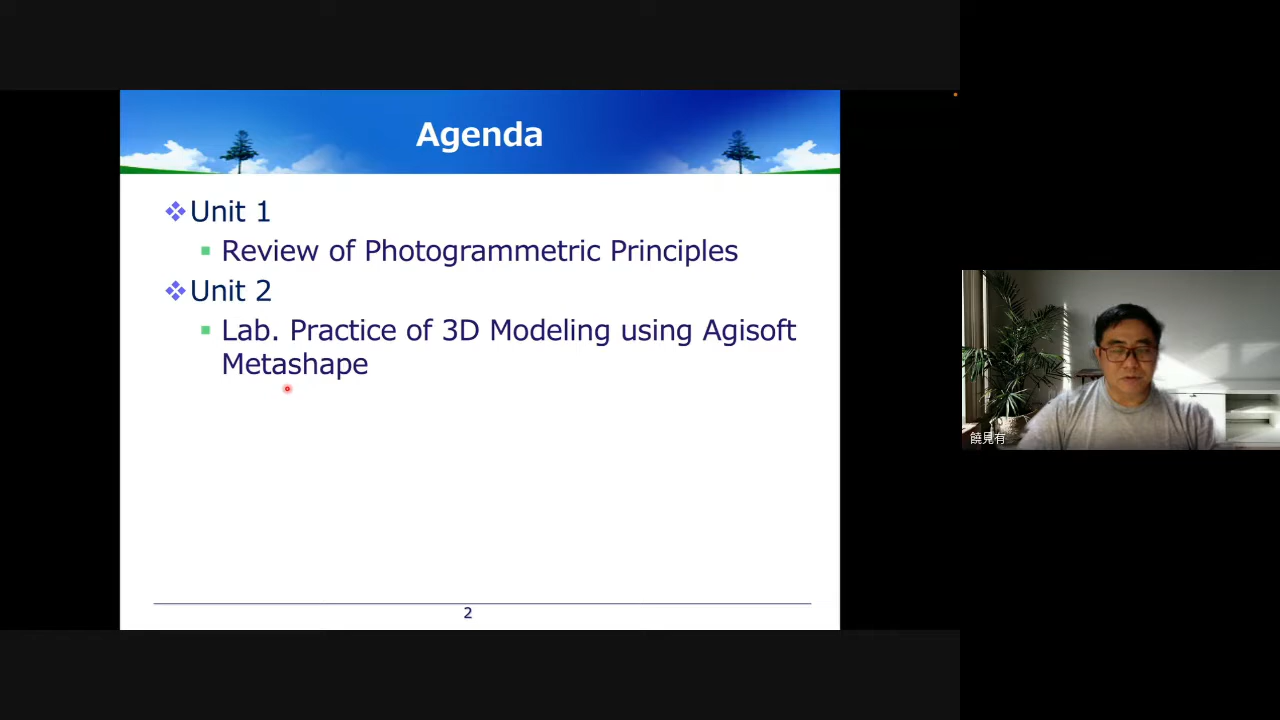 Agenda
Unit 1
Review of Photogrammetric Principles
Unit 2
Lab. Practice of 3D Modeling using Agisoft
Metashape
2
饒見有